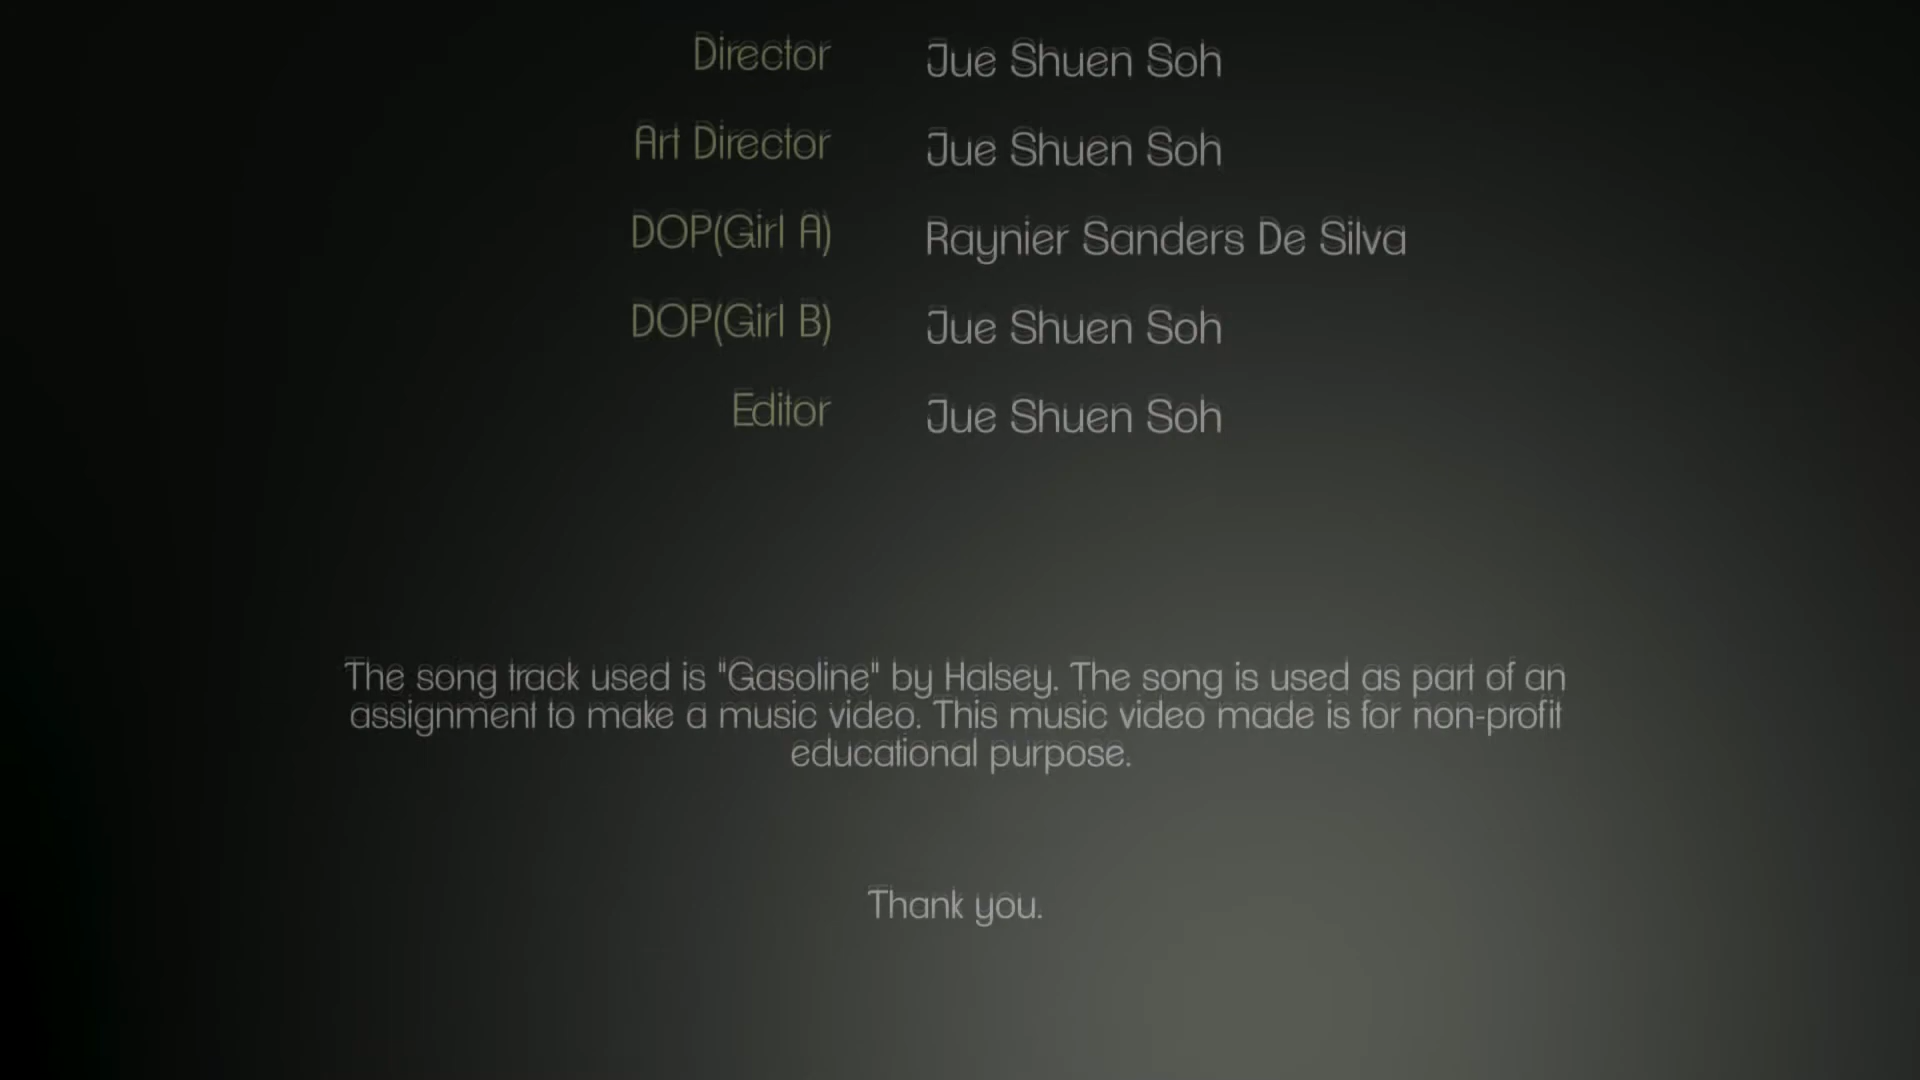 Director Jue Shuen Soh
Art Director Jue Shuen Soh
DOP(Girl A) Raynier Sanders De Silva
DOP(Girl B) Jue Shuen Soh
Editor Jue Shuen Soh
The song track used is "Gasoline" by Halsey. The song is used as part of an
assignment to make a music video. This music video made is for non-profit
educational purpose.
Thank you.